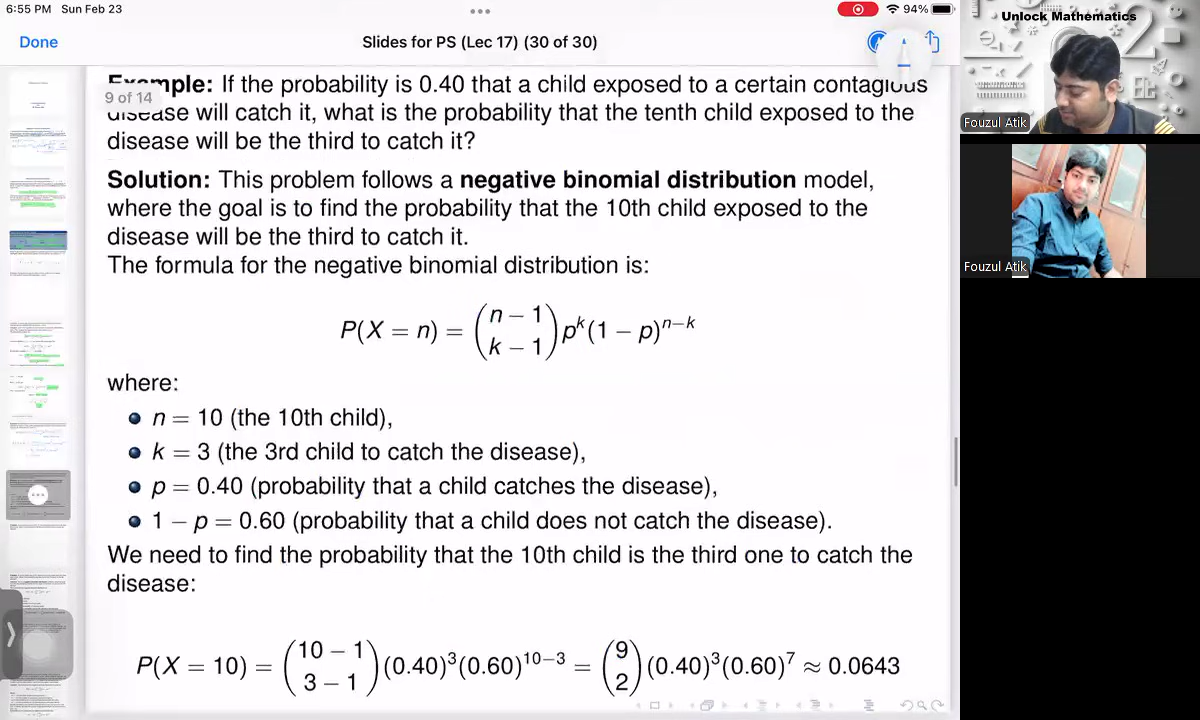 6:55 PM Sun Feb 23
94%
Done
Slides for PS (Lec 17) (30 of 30)
9 of 14
Example: If the probability is 0.40 that a child exposed to a certain contagious
disease will catch it, what is the probability that the tenth child exposed to the
disease will be the third to catch it?
Solution: This problem follows a negative binomial distribution model,
where the goal is to find the probability that the 10th child exposed to the
disease will be the third to catch it.
The formula for the negative binomial distribution is:
P(X = n) = (n − 1 k − 1) p^k (1 − p)^{n−k}
where:
n = 10 (the 10th child),
k = 3 (the 3rd child to catch the disease),
p = 0.40 (probability that a child catches the disease),
1 − p = 0.60 (probability that a child does not catch the disease).
We need to find the probability that the 10th child is the third one to catch the
disease:
P(X = 10) = (10 − 1 3 − 1) (0.40)^3 (0.60)^{10−3} = (9 2) (0.40)^3 (0.60)^7 ≈ 0.0643
Unlock Mathematics
Fouzul Atik
Fouzul Atik